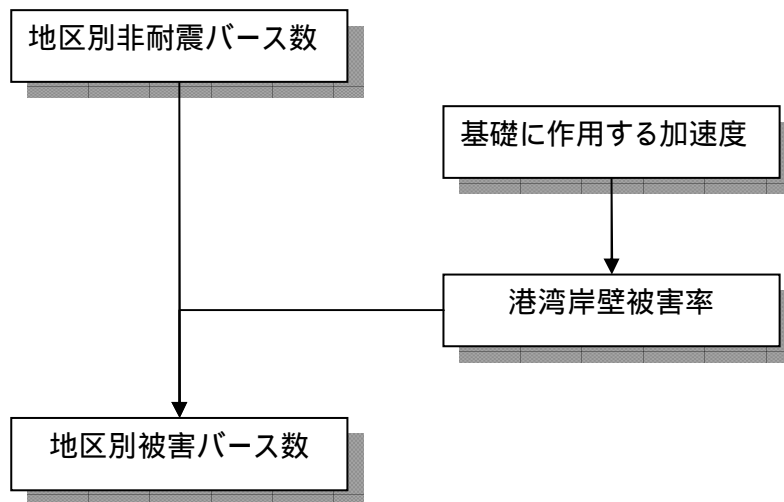 地区別非耐震バース数
基礎に作用する加速度
港湾岸壁被害率
地区別被害バース数